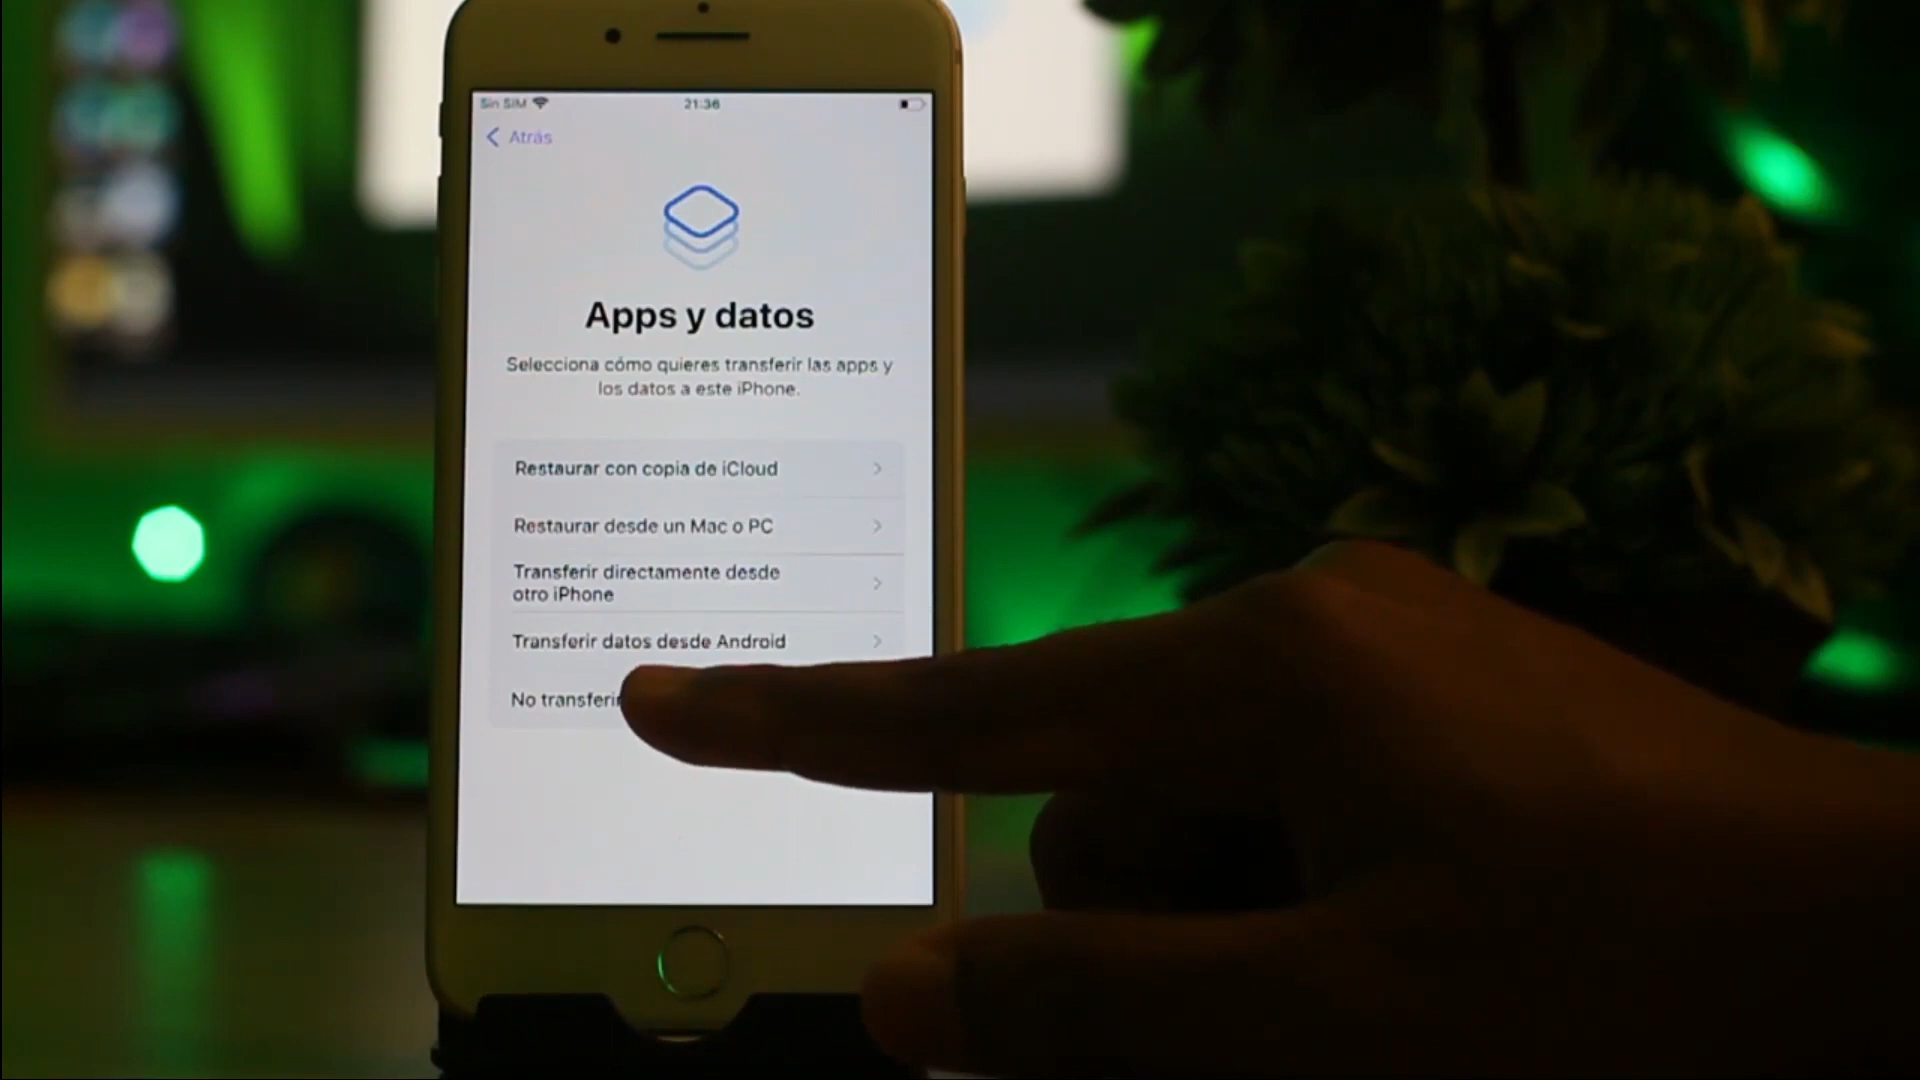 Sin SIM
21:36
Atrás
Apps y datos
Selecciona cómo quieres transferir las apps y
los datos a este iPhone.
Restaurar con copia de iCloud
Restaurar desde un Mac o PC
Transferir directamente desde
otro iPhone
Transferir datos desde Android
No transferir